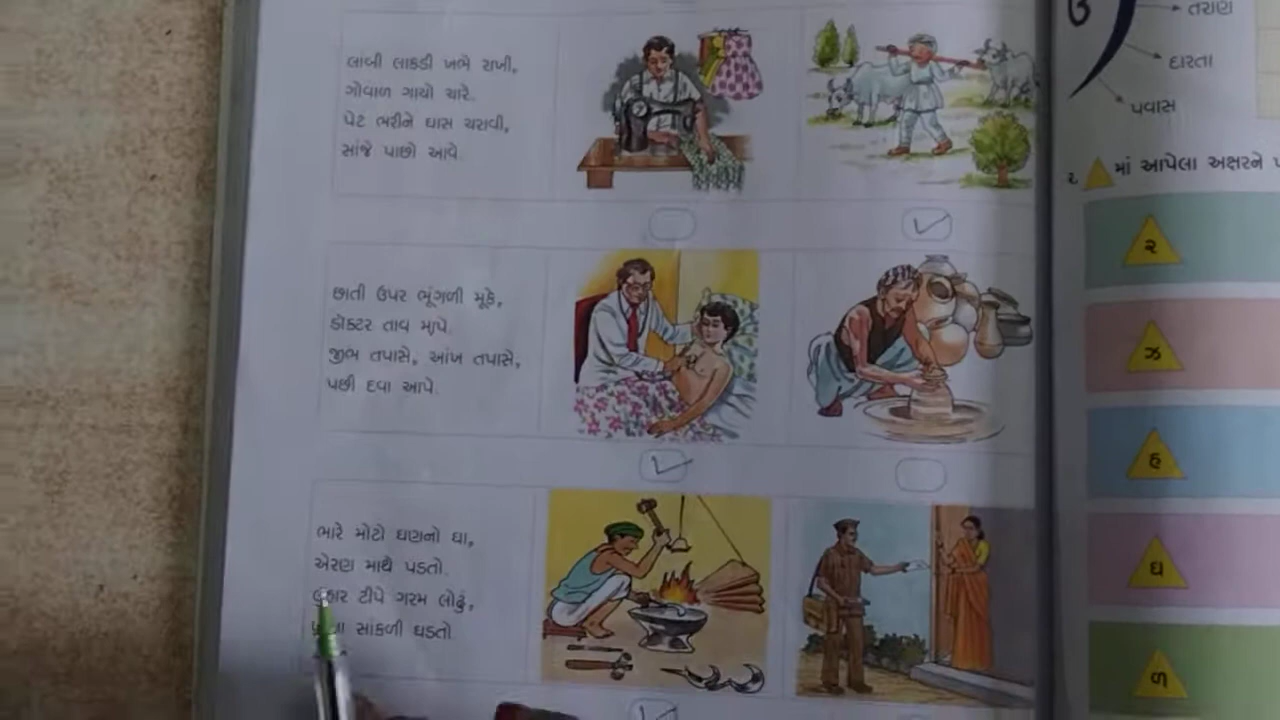 લાંબી લાકડી ખભે રાખી,
ગોવાળ ગાયો ચારે.
પેટ ભરીને ઘાસ ચરાવી,
સાંજે પાછો આવે.
છાતી ઉપર ભૂંગળી મૂકે,
ડૉક્ટર તાવ માપે.
જીભ તપાસે, આંખ તપાસે,
પછી દવા આપે.
ભારે મોટો ઘણનો ઘા,
એરણ માથે પડતો.
લુહાર ટીપે ગરમ લોઢું,
સાંકળી ઘડતો
ઉ
તરાણ
દારતા
પવાસ
૨ માં આપેલા અક્ષરને
ર
ઝ
હ
ઘ
ળ